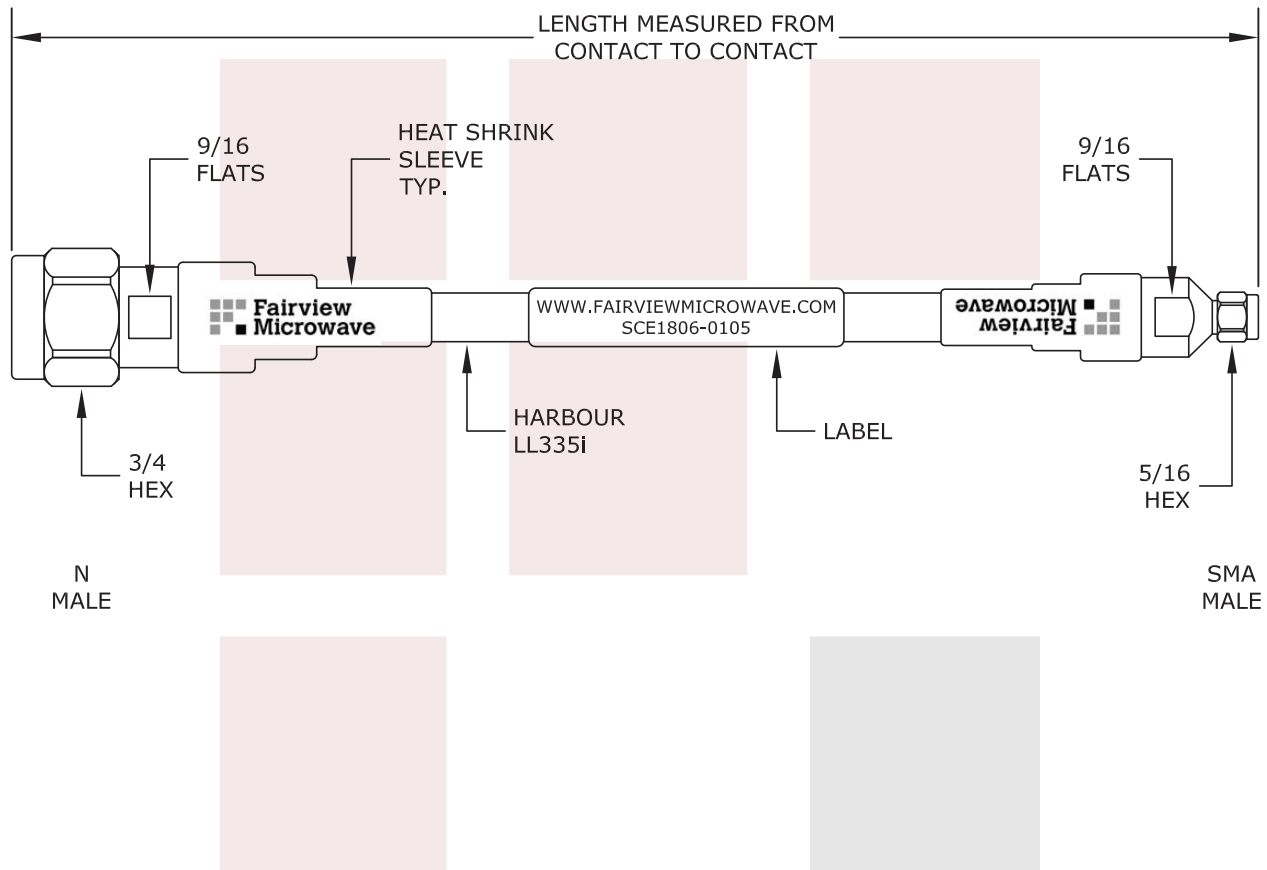 LENGTH MEASURED FROM
CONTACT TO CONTACT
9/16
FLATS
HEAT SHRINK
SLEEVE
TYP.
9/16
FLATS
Fairview
Microwave
WWW.FAIRVIEWMICROWAVE.COM
SCE1806-0105
Fairview
Microwave
HARBOUR
LL335i
LABEL
3/4
HEX
5/16
HEX
N
MALE
SMA
MALE